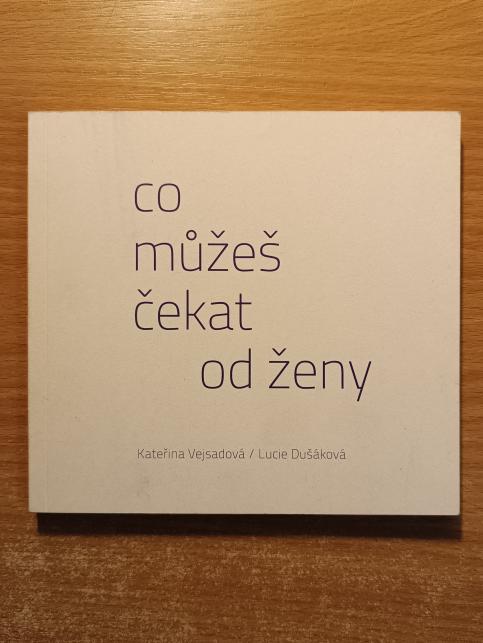 co
můžeš
čekat
od ženy
Kateřina Vejsadová / Lucie Dušáková